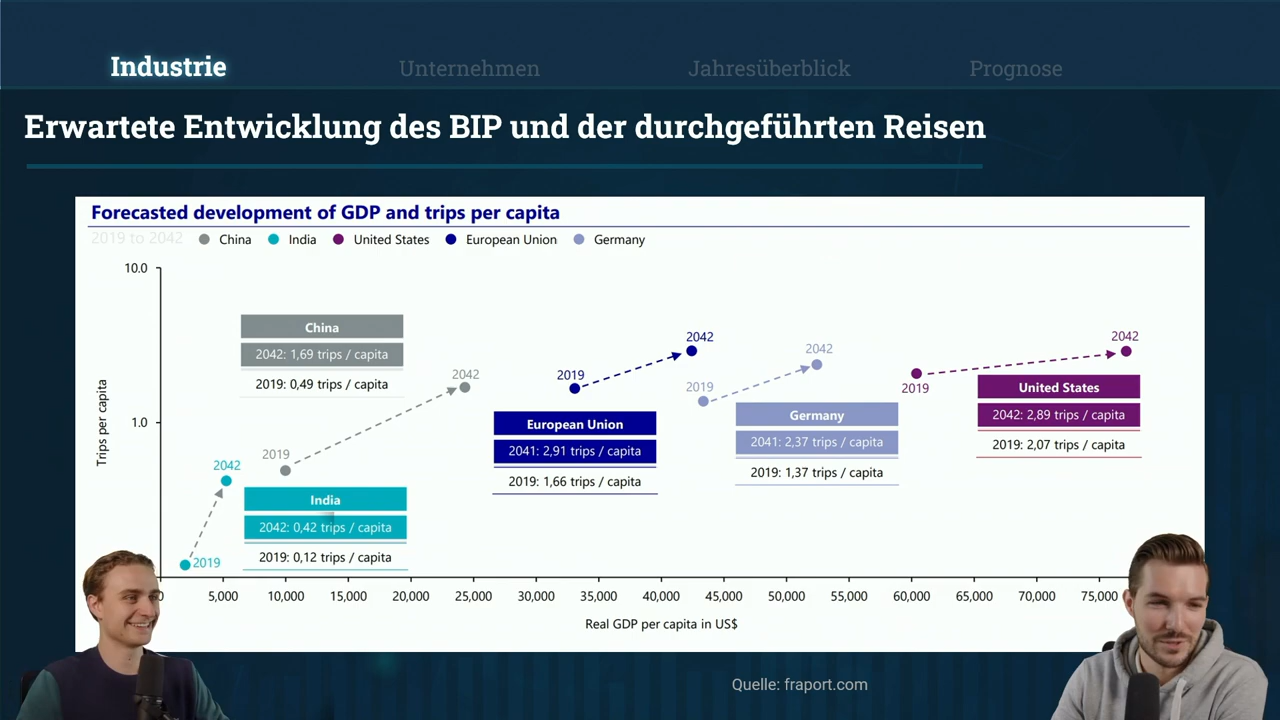 Industrie
Unternehmen
Jahresüberblick
Prognose
Erwartete Entwicklung des BIP und der durchgeführten Reisen
Forecasted development of GDP and trips per capita
2019 to 2042
China
India
United States
European Union
Germany
10.0
1.0
Trips per capita
China
2042: 1,69 trips / capita
2019: 0,49 trips / capita
2019
2042
India
2042: 0,42 trips / capita
2019: 0,12 trips / capita
2019
2042
European Union
2041: 2,91 trips / capita
2019: 1,66 trips / capita
2019
2042
Germany
2041: 2,37 trips / capita
2019: 1,37 trips / capita
2019
2042
United States
2042: 2,89 trips / capita
2019: 2,07 trips / capita
2019
2042
0 5,000 10,000 15,000 20,000 25,000 30,000 35,000 40,000 45,000 50,000 55,000 60,000 65,000 70,000 75,000
Real GDP per capita in US$
Quelle: fraport.com